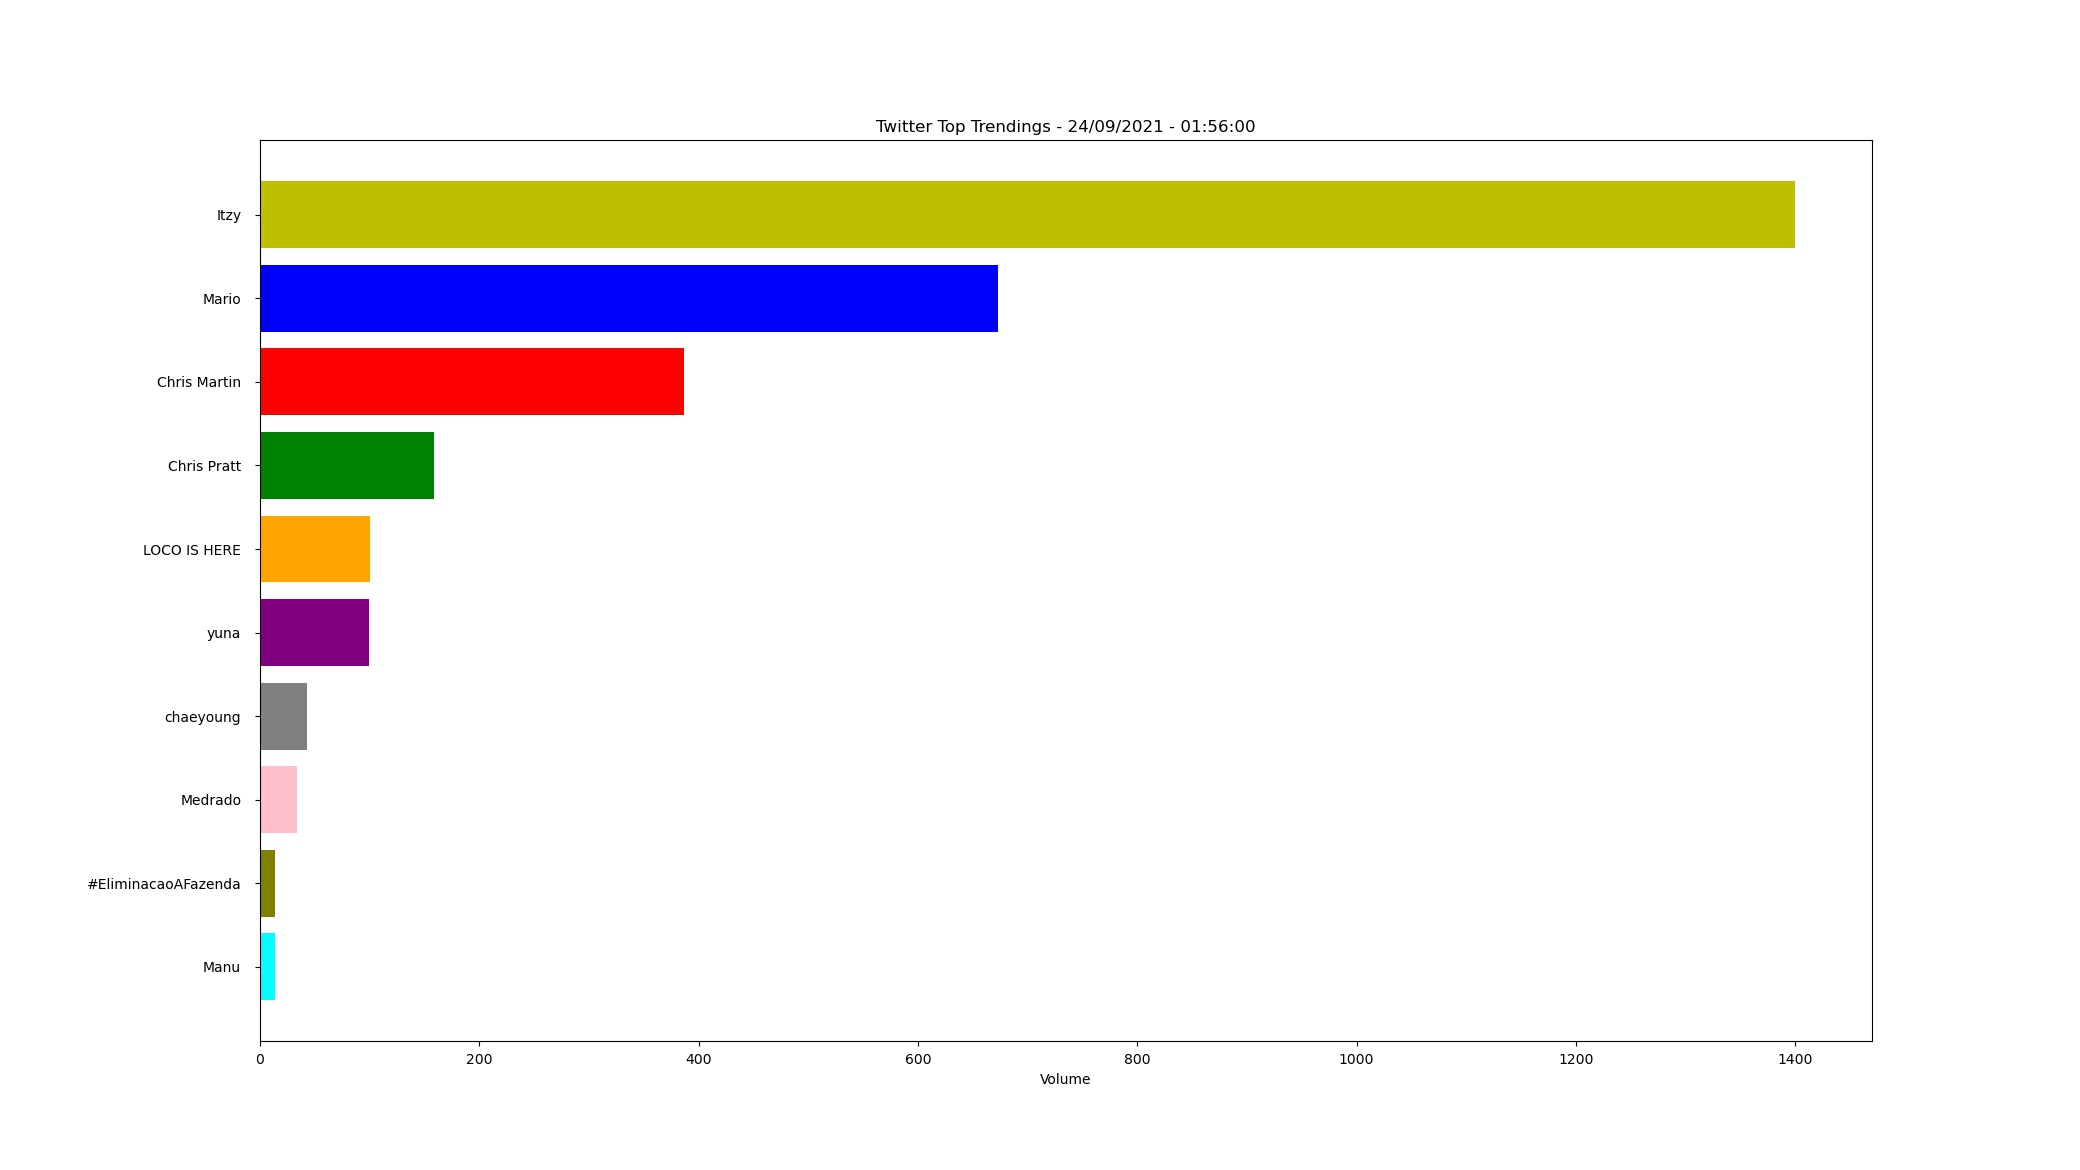 Twitter Top Trendings - 24/09/2021 - 01:56:00
Itzy
Mario
Chris Martin
Chris Pratt
LOCO IS HERE
yuna
chaeyoung
Medrado
#EliminacaoAFazenda
Manu
0 200 400 600 800 1000 1200 1400
Volume